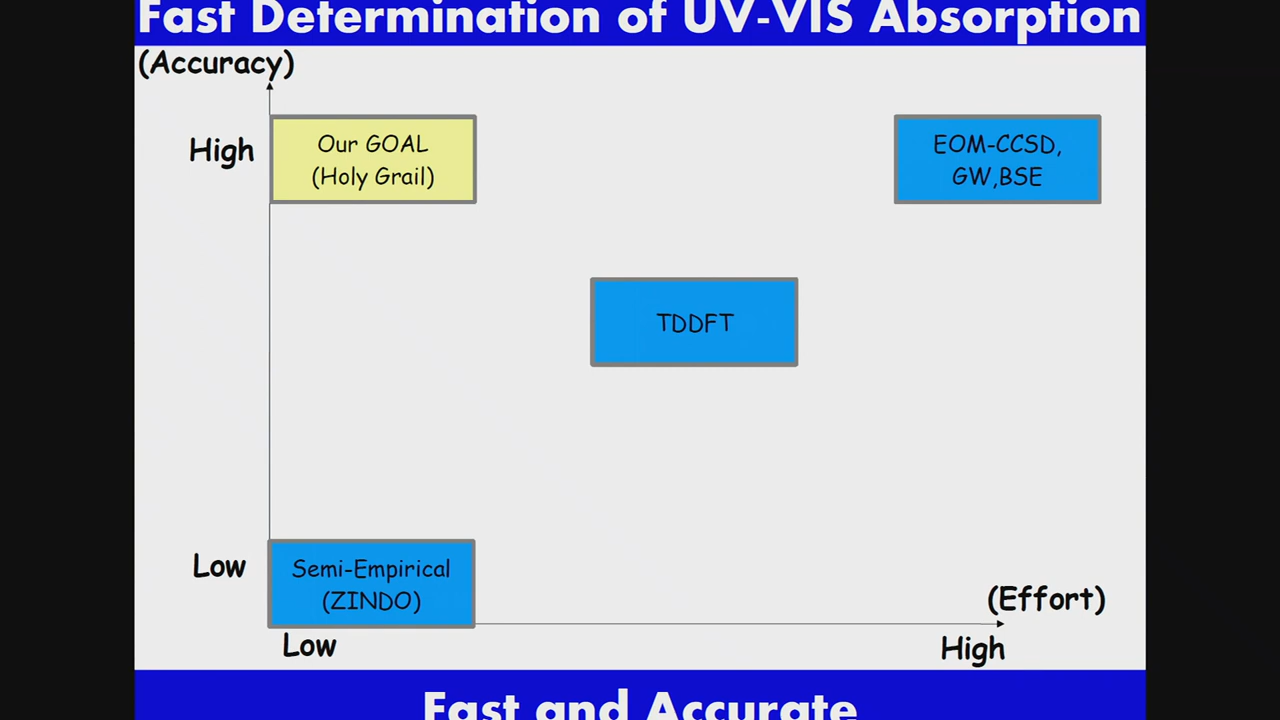 Fast Determination of UV-VIS Absorption
(Accuracy)
High
Our GOAL
(Holy Grail)
EOM-CCSD,
GW,BSE
TDDFT
Low
Semi-Empirical
(ZINDO)
(Effort)
Low
High
Fast and Accurate